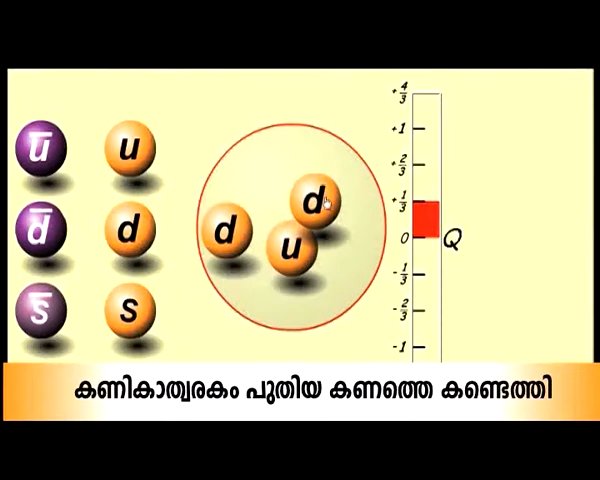 +4/3
+1
+2/3
+1/3
0
-1/3
-2/3
-1
Q
u̅ u
d̅ d
s̅ s
d
d
u
കണികാത്വരകം പുതിയ കണത്തെ കണ്ടെത്തി